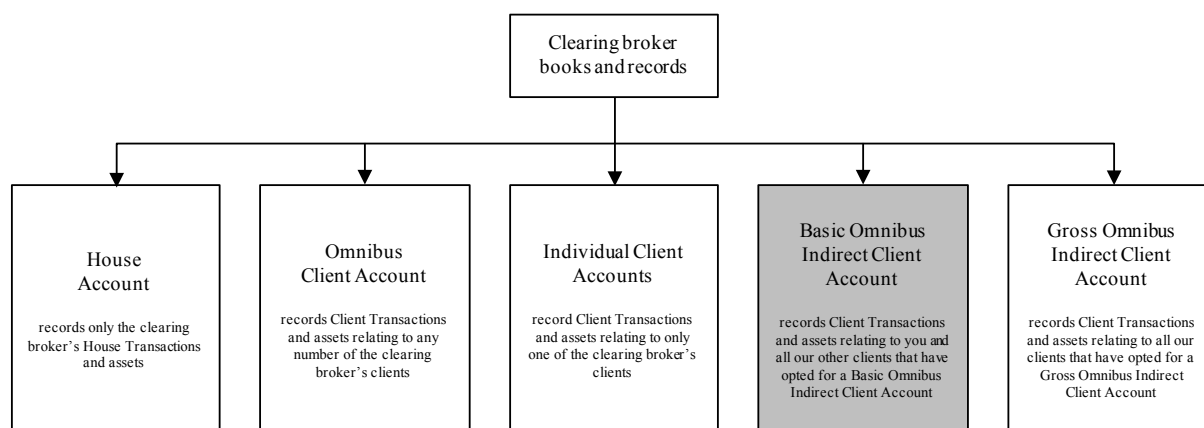 Clearing broker
books and records
House
Account
records only the clearing
broker's House Transactions
and assets
Omnibus
Client Account
records Client Transactions
and assets relating to any
number of the clearing
broker's clients
Individual Client
Accounts
record Client Transactions
and assets relating to only
one of the clearing broker's
clients
Basic Omnibus
Indirect Client
Account
records Client Transactions
and assets relating to you and
all our other clients that have
opted for a Basic Omnibus
Indirect Client Account
Gross Omnibus
Indirect Client
Account
records Client Transactions
and assets relating to all our
clients that have opted for a
Gross Omnibus Indirect
Client Account